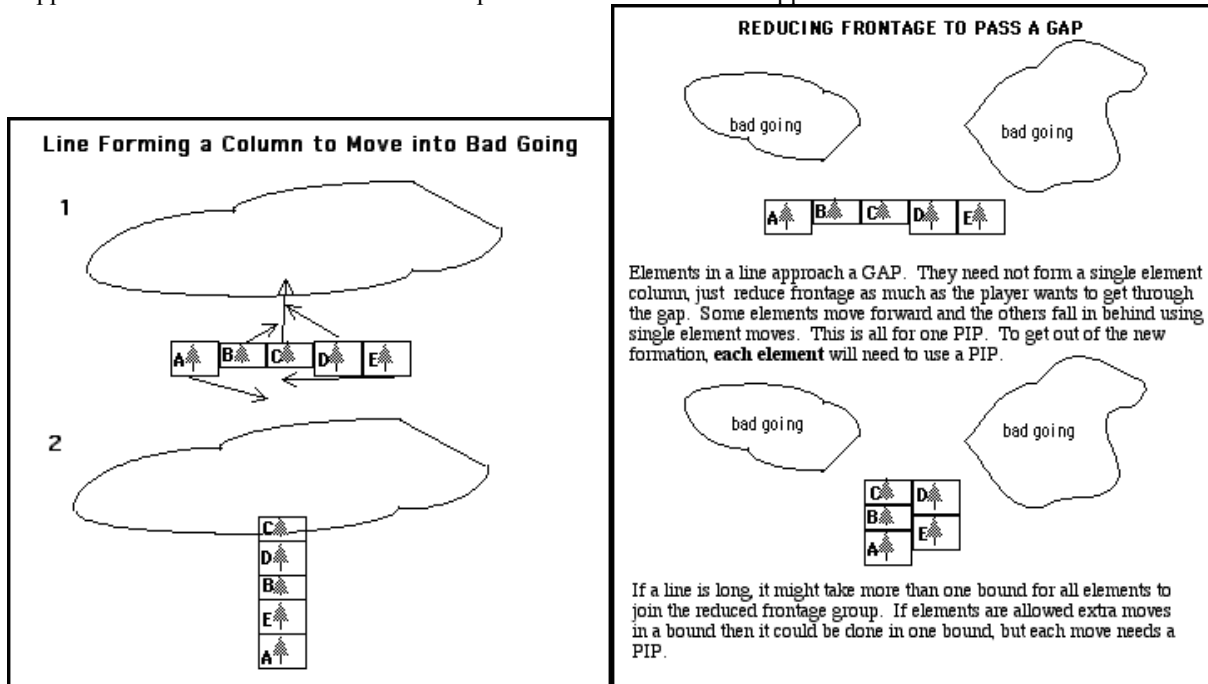 Line Forming a Column to Move into Bad Going
1
A B C D E
2
C
D
B
E
A
REDUCING FRONTAGE TO PASS A GAP
bad going
bad going
A B C D E
Elements in a line approach a GAP. They need not form a single element
column, just reduce frontage as much as the player wants to get through
the gap. Some elements move forward and the others fall in behind using
single element moves. This is all for one PIP. To get out of the new
formation, each element will need to use a PIP.
bad going
bad going
C D
B
E
A
If a line is long, it might take more than one bound for all elements to
join the reduced frontage group. If elements are allowed extra moves
in a bound then it could be done in one bound, but each move needs a
PIP.